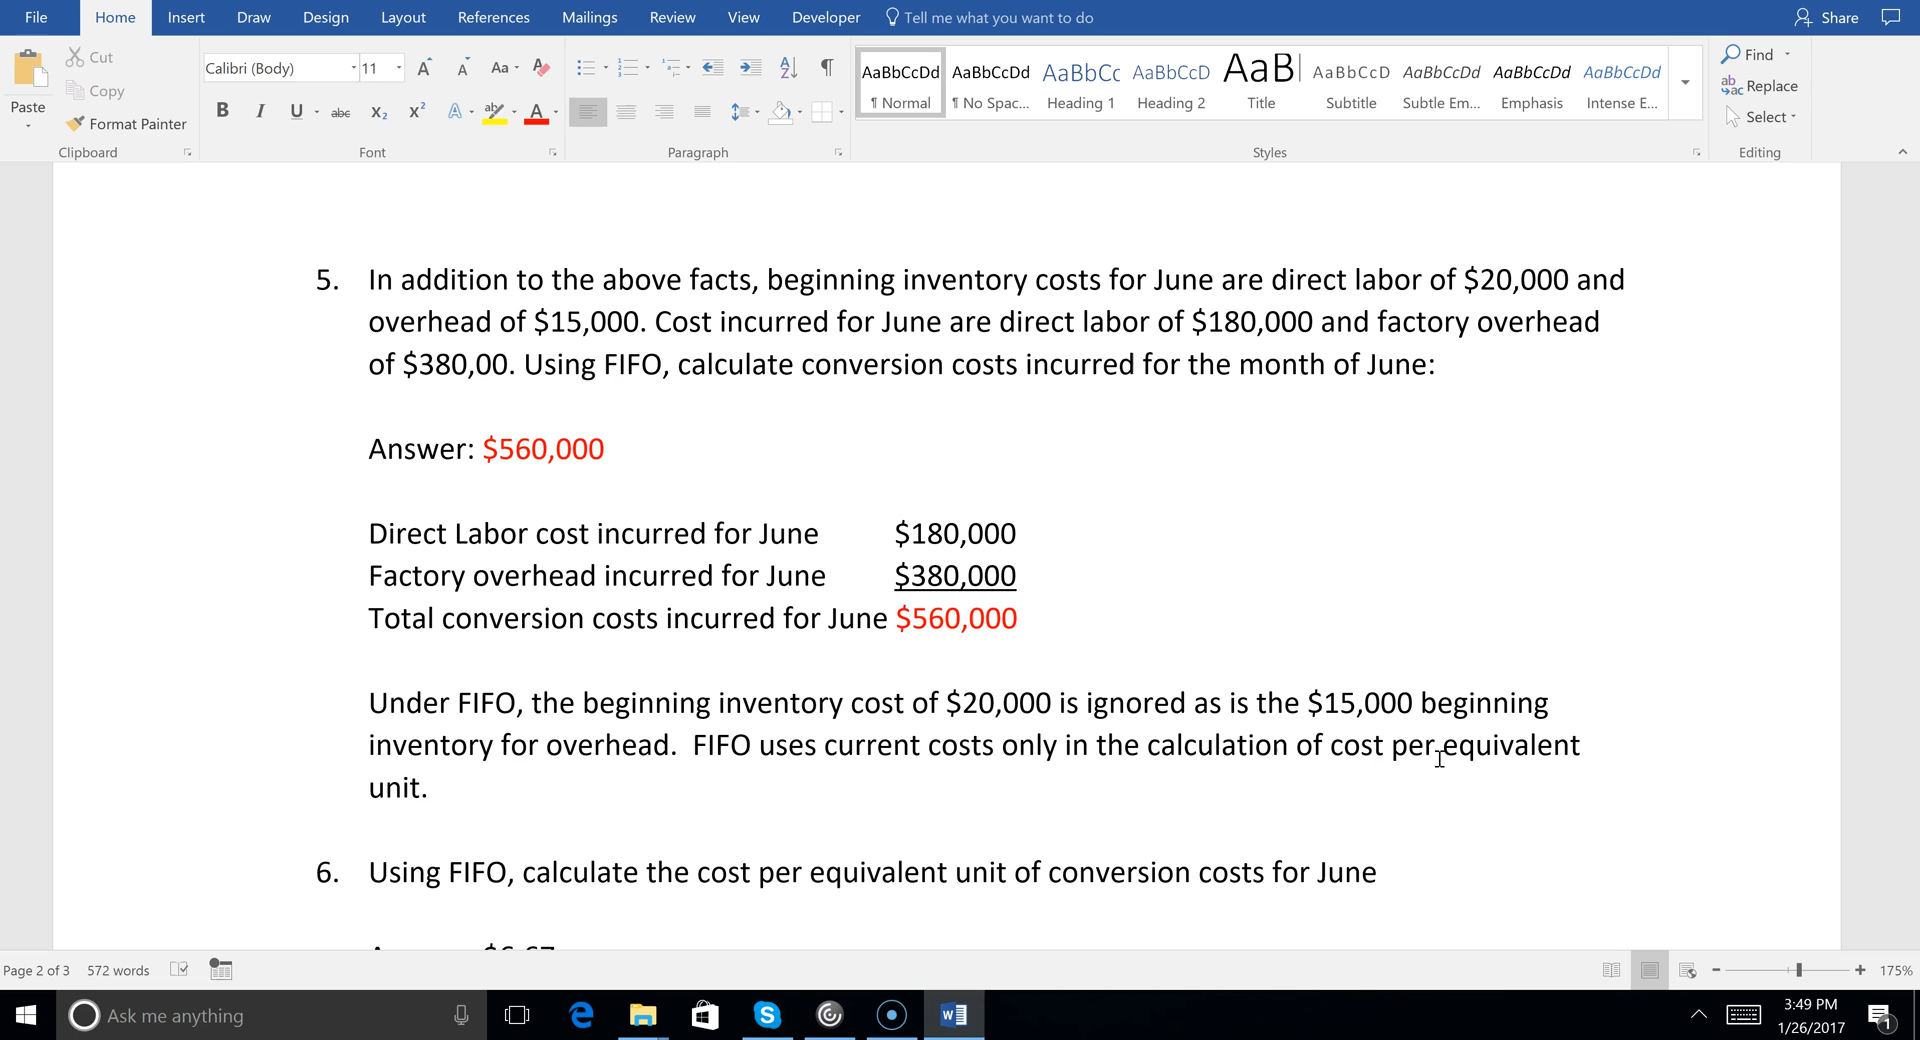 File Home Insert Draw Design Layout References Mailings Review View Developer Tell me what you want to do Share
Paste
Cut
Copy
Format Painter
Clipboard
Calibri (Body) 11
Font
Paragraph
AaBbCcDd AaBbCcDd AaBbCc AaBbCcD AaB AaBbCcD AaBbCcDd AaBbCcDd AaBbCcDd
¶ Normal ¶ No Spac... Heading 1 Heading 2 Title Subtitle Subtle Em... Emphasis Intense E...
Styles
Find
Replace
Select
Editing
5. In addition to the above facts, beginning inventory costs for June are direct labor of $20,000 and
overhead of $15,000. Cost incurred for June are direct labor of $180,000 and factory overhead
of $380,00. Using FIFO, calculate conversion costs incurred for the month of June:
Answer: $560,000
Direct Labor cost incurred for June $180,000
Factory overhead incurred for June $380,000
Total conversion costs incurred for June $560,000
Under FIFO, the beginning inventory cost of $20,000 is ignored as is the $15,000 beginning
inventory for overhead.  FIFO uses current costs only in the calculation of cost per equivalent
unit.
6. Using FIFO, calculate the cost per equivalent unit of conversion costs for June
Page 2 of 3 572 words 175%
Ask me anything
3:49 PM
1/26/2017
1